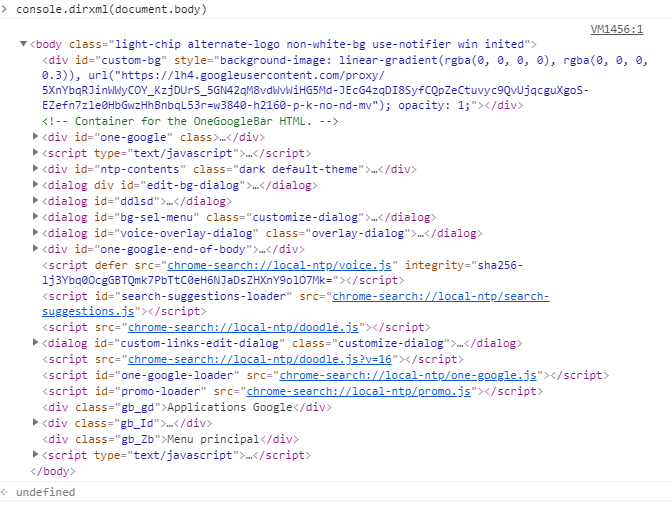 > console.dirxml(document.body)
VM1456:1
▼<body class="light-chip alternate-logo non-white-bg use-notifier win inited">
<div id="custom-bg" style="background-image: linear-gradient(rgba(0, 0, 0, 0), rgba(0, 0, 0,
0.3)), url("https://lh4.googleusercontent.com/proxy/
5XnYbqRJinWWyCOY_KzjDUrS_5GN42qM8vdWvWiHG5Md-JEcG4zqDI8SyfCQpZeCtuvyc9QvUjqcguXgoS-
EZefn7zle0HbGwzHhBnbqL53r=w3840-h2160-p-k-no-nd-mv"); opacity: 1;"></div>
<!-- Container for the OneGoogleBar HTML. -->
▶<div id="one-google" class>…</div>
▶<script type="text/javascript">…</script>
▶<div id="ntp-contents" class="dark default-theme">…</div>
▶<dialog div id="edit-bg-dialog">…</dialog>
▶<dialog id="ddlsd">…</dialog>
▶<dialog id="bg-sel-menu" class="customize-dialog">…</dialog>
▶<dialog id="voice-overlay-dialog" class="overlay-dialog">…</dialog>
▶<div id="one-google-end-of-body">…</div>
<script defer src="chrome-search://local-ntp/voice.js" integrity="sha256-
lj3Ybq0OcgGBTQmk7PbTtC0eH6NJaDsZHXnY9olO7Mk="></script>
<script id="search-suggestions-loader" src="chrome-search://local-ntp/search-
suggestions.js"></script>
<script src="chrome-search://local-ntp/doodle.js"></script>
▶<dialog id="custom-links-edit-dialog" class="customize-dialog">…</dialog>
<script src="chrome-search://local-ntp/doodle.js?v=16"></script>
<script id="one-google-loader" src="chrome-search://local-ntp/one-google.js"></script>
<script id="promo-loader" src="chrome-search://local-ntp/promo.js"></script>
<div class="gb_gd">Applications Google</div>
▶<div class="gb_Id">…</div>
<div class="gb_Zb">Menu principal</div>
▶<script type="text/javascript">…</script>
</body>
undefined